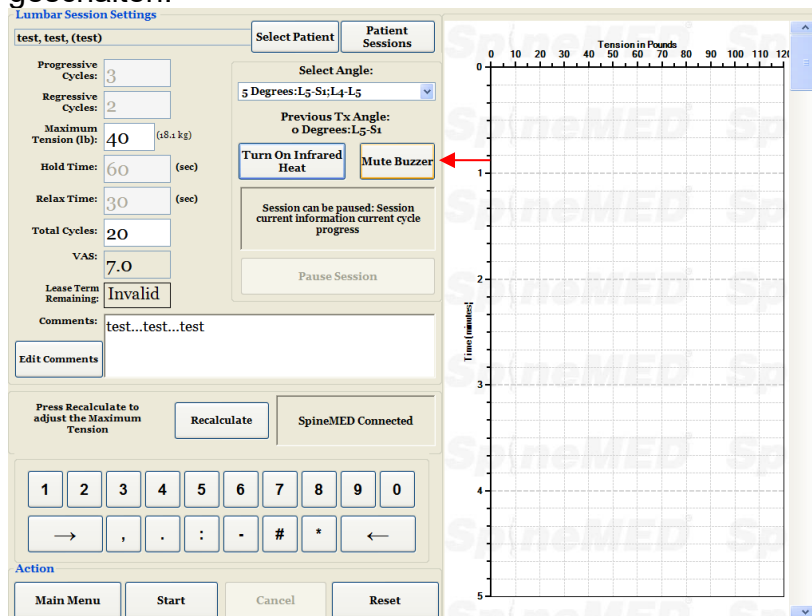 geschalten.
Lumbar Session Settings
test, test, (test)
Select Patient
Patient
Sessions
Progressive
Cycles:
3
Regressive
Cycles:
2
Maximum
Tension (lb):
40
(18.1 kg)
Hold Time:
60
(sec)
Relax Time:
30
(sec)
Total Cycles:
20
VAS:
7.0
Lease Term
Remaining:
Invalid
Comments:
test...test...test
Edit Comments
Select Angle:
5 Degrees:L5-S1;L4-L5
Previous Tx Angle:
0 Degrees:L5-S1
Turn On Infrared
Heat
Mute Buzzer
Session can be
paused: Session
current information current cycle
progress
Pause Session
Press Recalculate to
adjust the Maximum
Tension
Recalculate
SpineMED Connected
1 2 3 4 5 6 7 8 9 0
→ , . : - # * ←
Action
Main Menu
Start
Cancel
Reset
Tension in Pounds
0 10 20 30 40 50 60 70 80 90 100 110 120
Time (minutes)
0
1
2
3
4
5
SpineMED